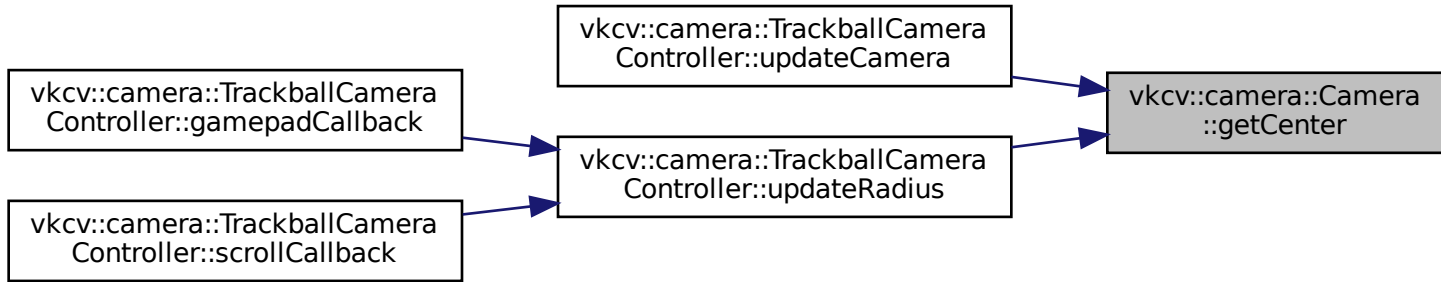 vkcv::camera::TrackballCamera
Controller::gamepadCallback
vkcv::camera::TrackballCamera
Controller::scrollCallback
vkcv::camera::TrackballCamera
Controller::updateCamera
vkcv::camera::TrackballCamera
Controller::updateRadius
vkcv::camera::Camera
::getCenter